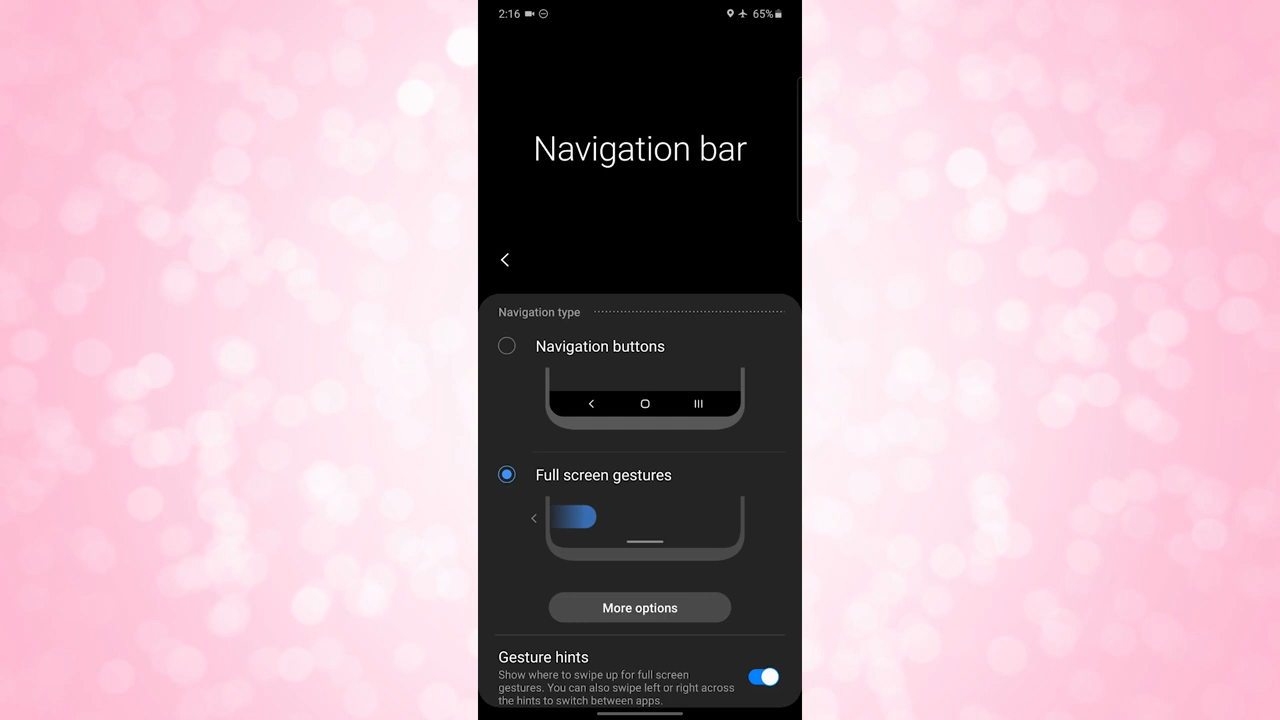 2:16 65%
Navigation bar
Navigation type
Navigation buttons
Full screen gestures
More options
Gesture hints
Show where to swipe up for full screen
gestures. You can also swipe left or right across
the hints to switch between apps.